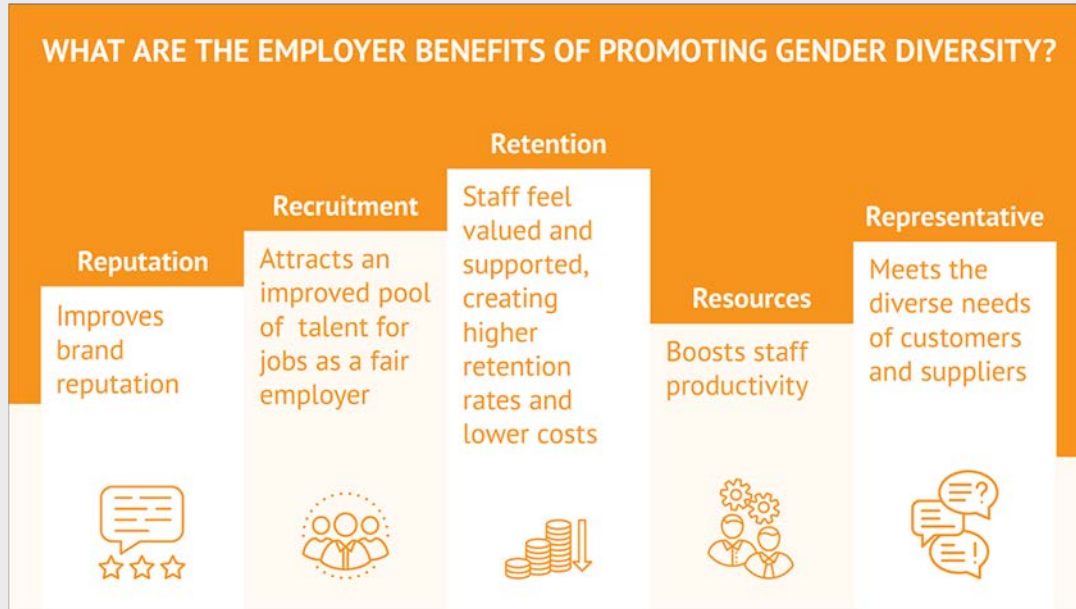 WHAT ARE THE EMPLOYER BENEFITS OF PROMOTING GENDER DIVERSITY?
Reputation
Improves
brand
reputation
Recruitment
Attracts an
improved pool
of talent for
jobs as a fair
employer
Retention
Staff feel
valued and
supported,
creating
higher
retention
rates and
lower costs
Resources
Boosts staff
productivity
Representative
Meets the
diverse needs
of customers
and suppliers
?
!